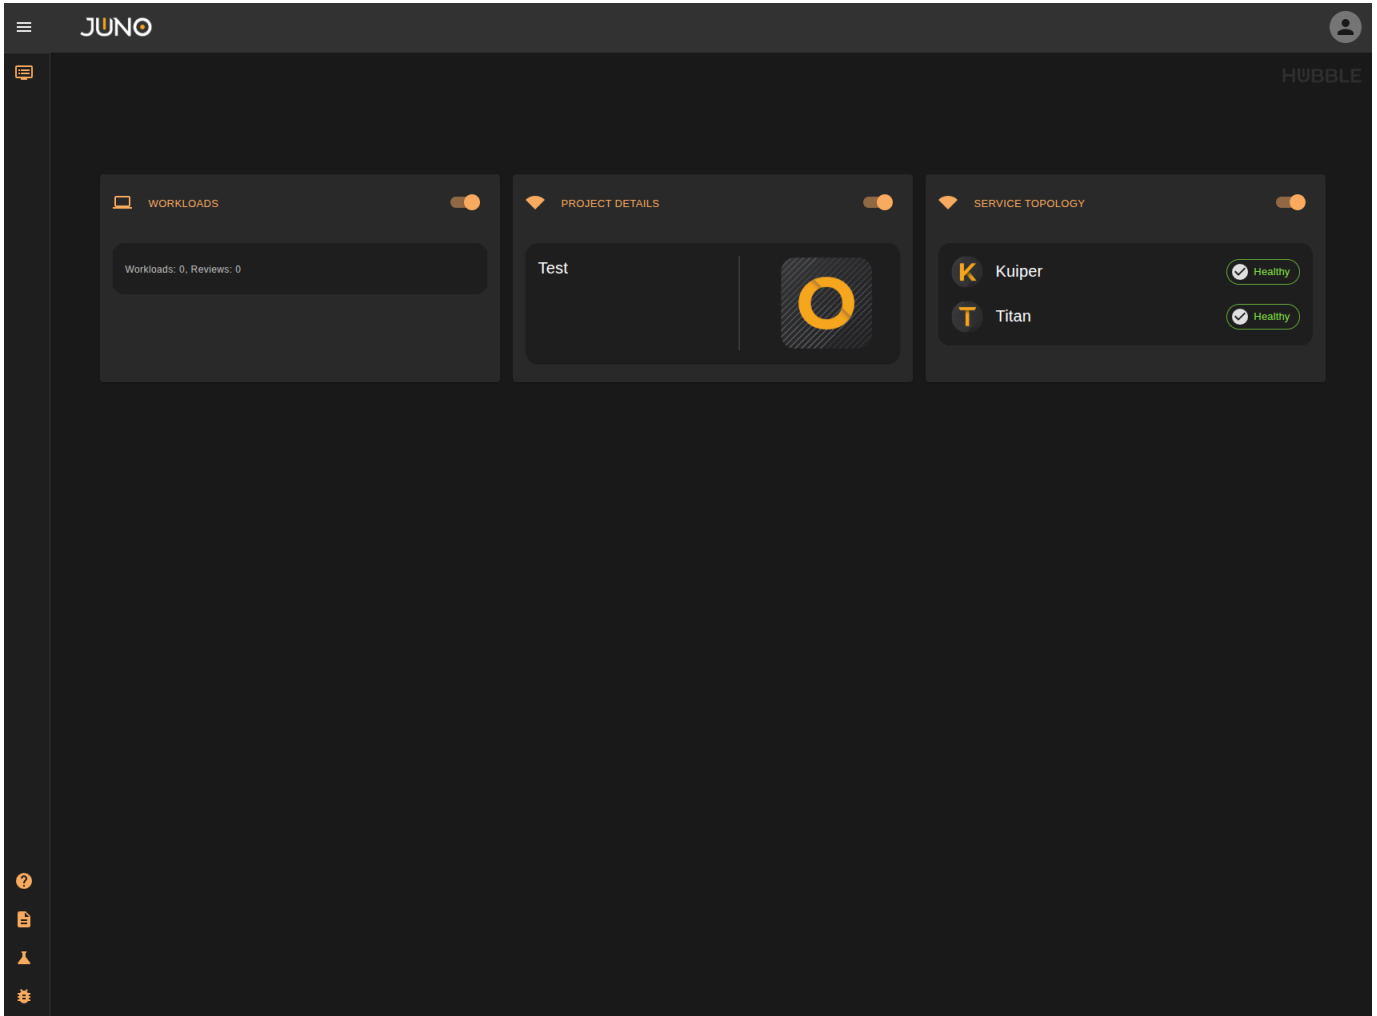 JUNO
HUBBLE
WORKLOADS
Workloads: 0, Reviews: 0
PROJECT DETAILS
Test
SERVICE TOPOLOGY
K Kuiper Healthy
T Titan Healthy